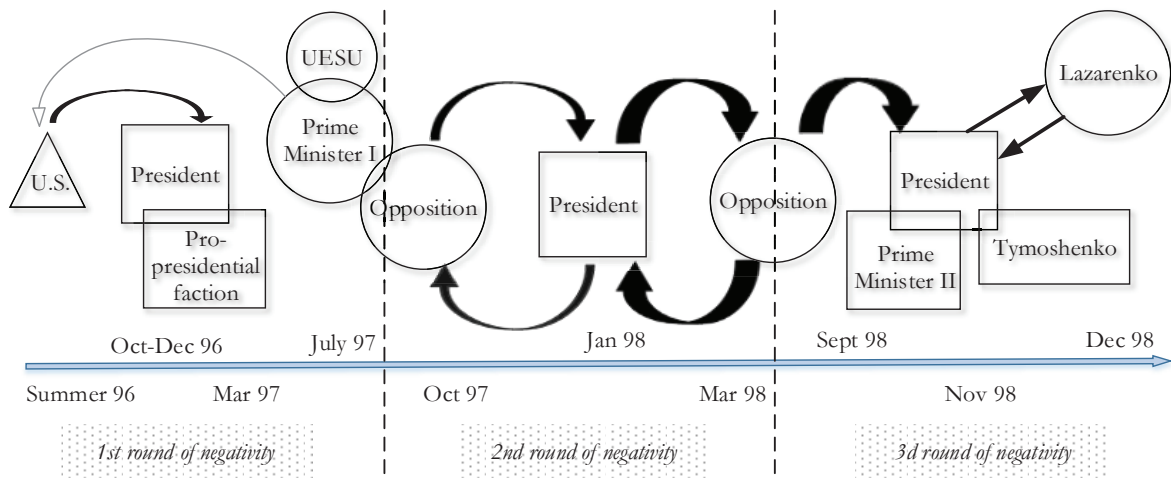 UESU
Prime
Minister I
U.S.
President
Pro-
presidential
faction
Opposition
President
Opposition
Lazarenko
President
Prime
Minister II
Tymoshenko
Oct-Dec 96
July 97
Jan 98
Sept 98
Dec 98
Summer 96
Mar 97
Oct 97
Mar 98
Nov 98
1st round of negativity
2nd round of negativity
3d round of negativity